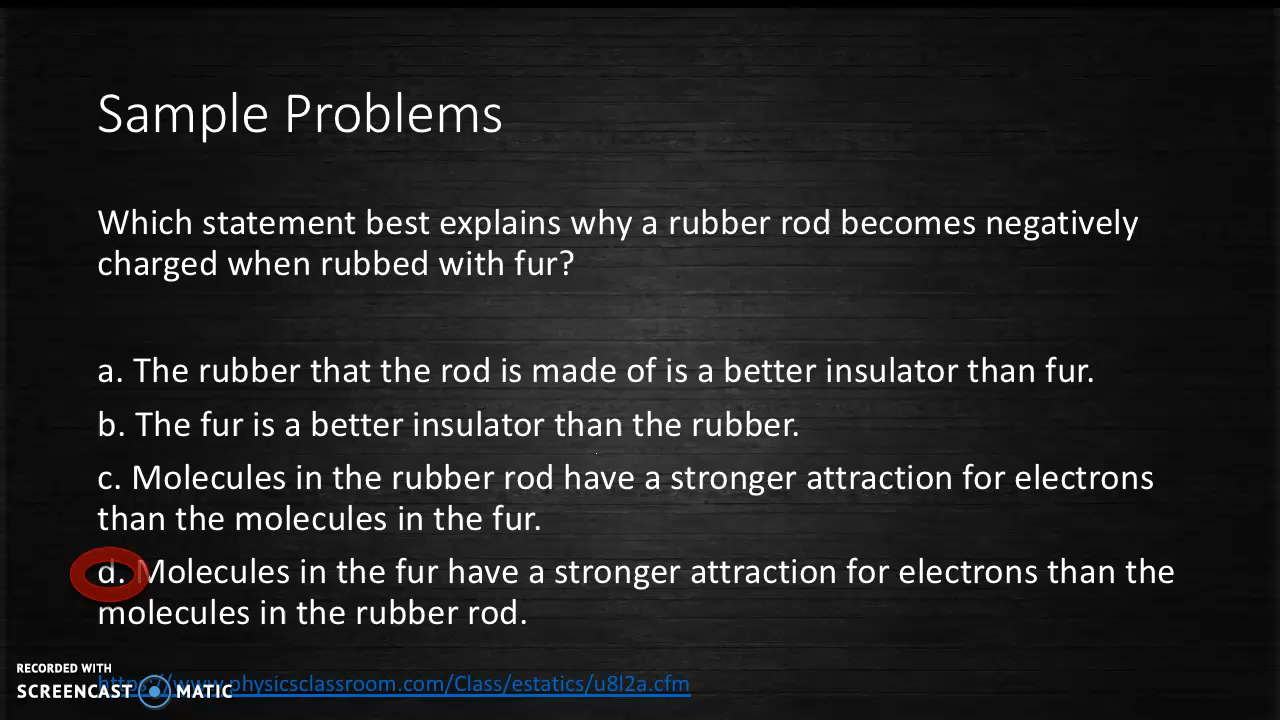 Sample Problems
Which statement best explains why a rubber rod becomes negatively
charged when rubbed with fur?
a. The rubber that the rod is made of is a better insulator than fur.
b. The fur is a better insulator than the rubber.
c. Molecules in the rubber rod have a stronger attraction for electrons
than the molecules in the fur.
d. Molecules in the fur have a stronger attraction for electrons than the
molecules in the rubber rod.
RECORDED WITH
SCREENCAST MATIC
https://www.physicsclassroom.com/Class/estatics/u8l2a.cfm